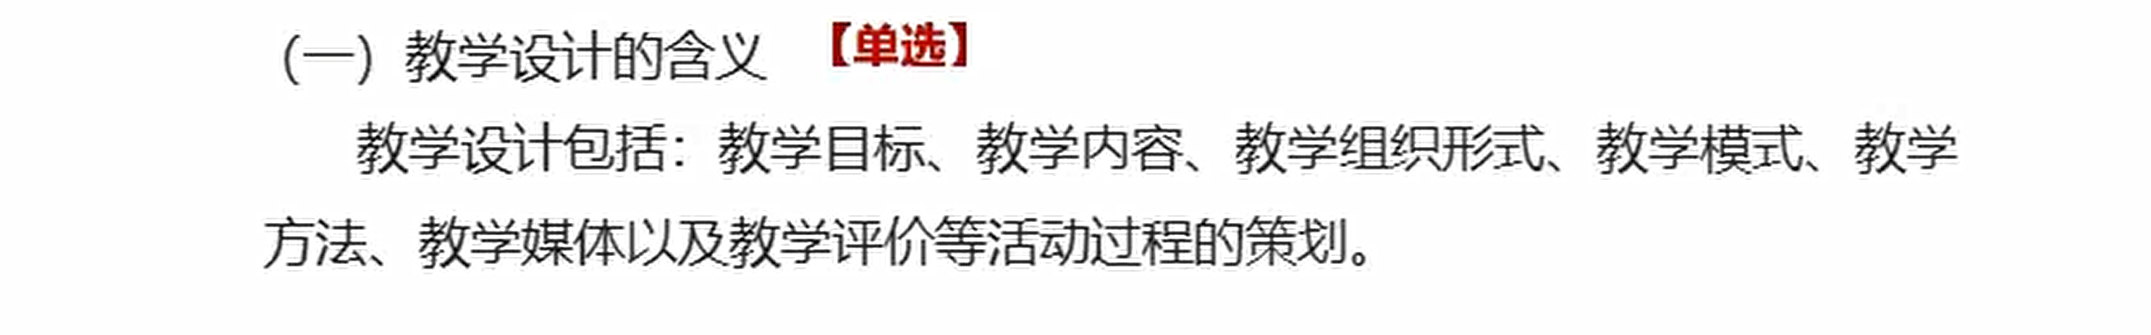 （一）教学设计的含义 【单选】
教学设计包括：教学目标、教学内容、教学组织形式、教学模式、教学
方法、教学媒体以及教学评价等活动过程的策划。